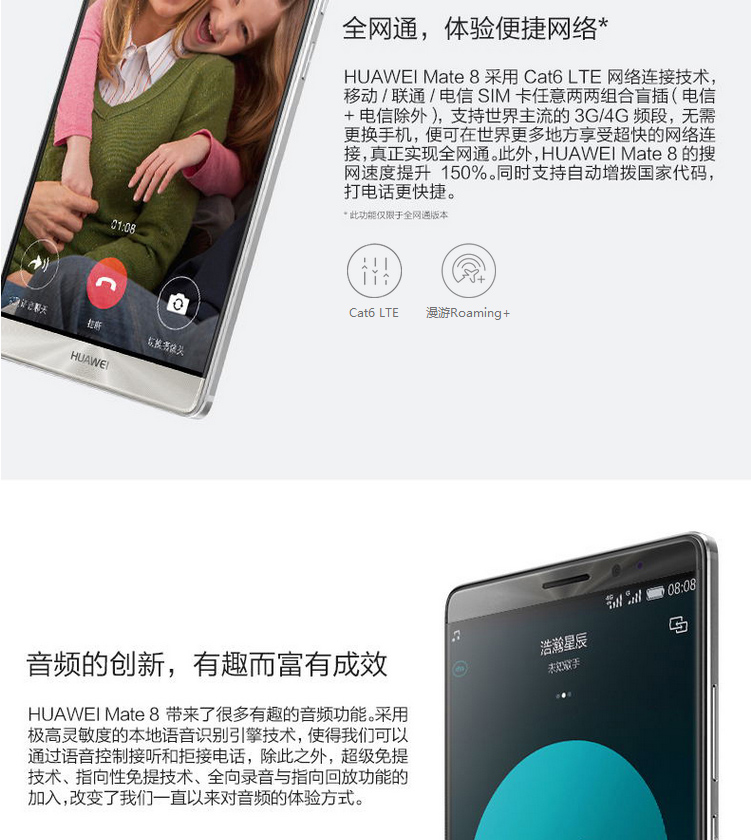 全网通，体验便捷网络*
HUAWEI Mate 8 采用 Cat6 LTE 网络连接技术，
移动 / 联通 / 电信 SIM 卡任意两两组合盲插（电信
+ 电信除外），支持世界主流的 3G/4G 频段，无需
更换手机，便可在世界更多地方享受超快的网络连
接，真正实现全网通。此外，HUAWEI Mate 8 的搜
网速度提升 150%。同时支持自动增拨国家代码，
打电话更快捷。
* 此功能仅限于全网通版本
Cat6 LTE
漫游Roaming+
01:08
挂断
切换摄像头
HUAWEI
4G G 08:08
浩瀚星辰
未知歌手
音频的创新，有趣而富有成效
HUAWEI Mate 8 带来了很多有趣的音频功能。采用
极高灵敏度的本地语音识别引擎技术，使得我们可以
通过语音控制接听和拒接电话，除此之外，超级免提
技术、指向性免提技术、全向录音与指向回放功能的
加入，改变了我们一直以来对音频的体验方式。